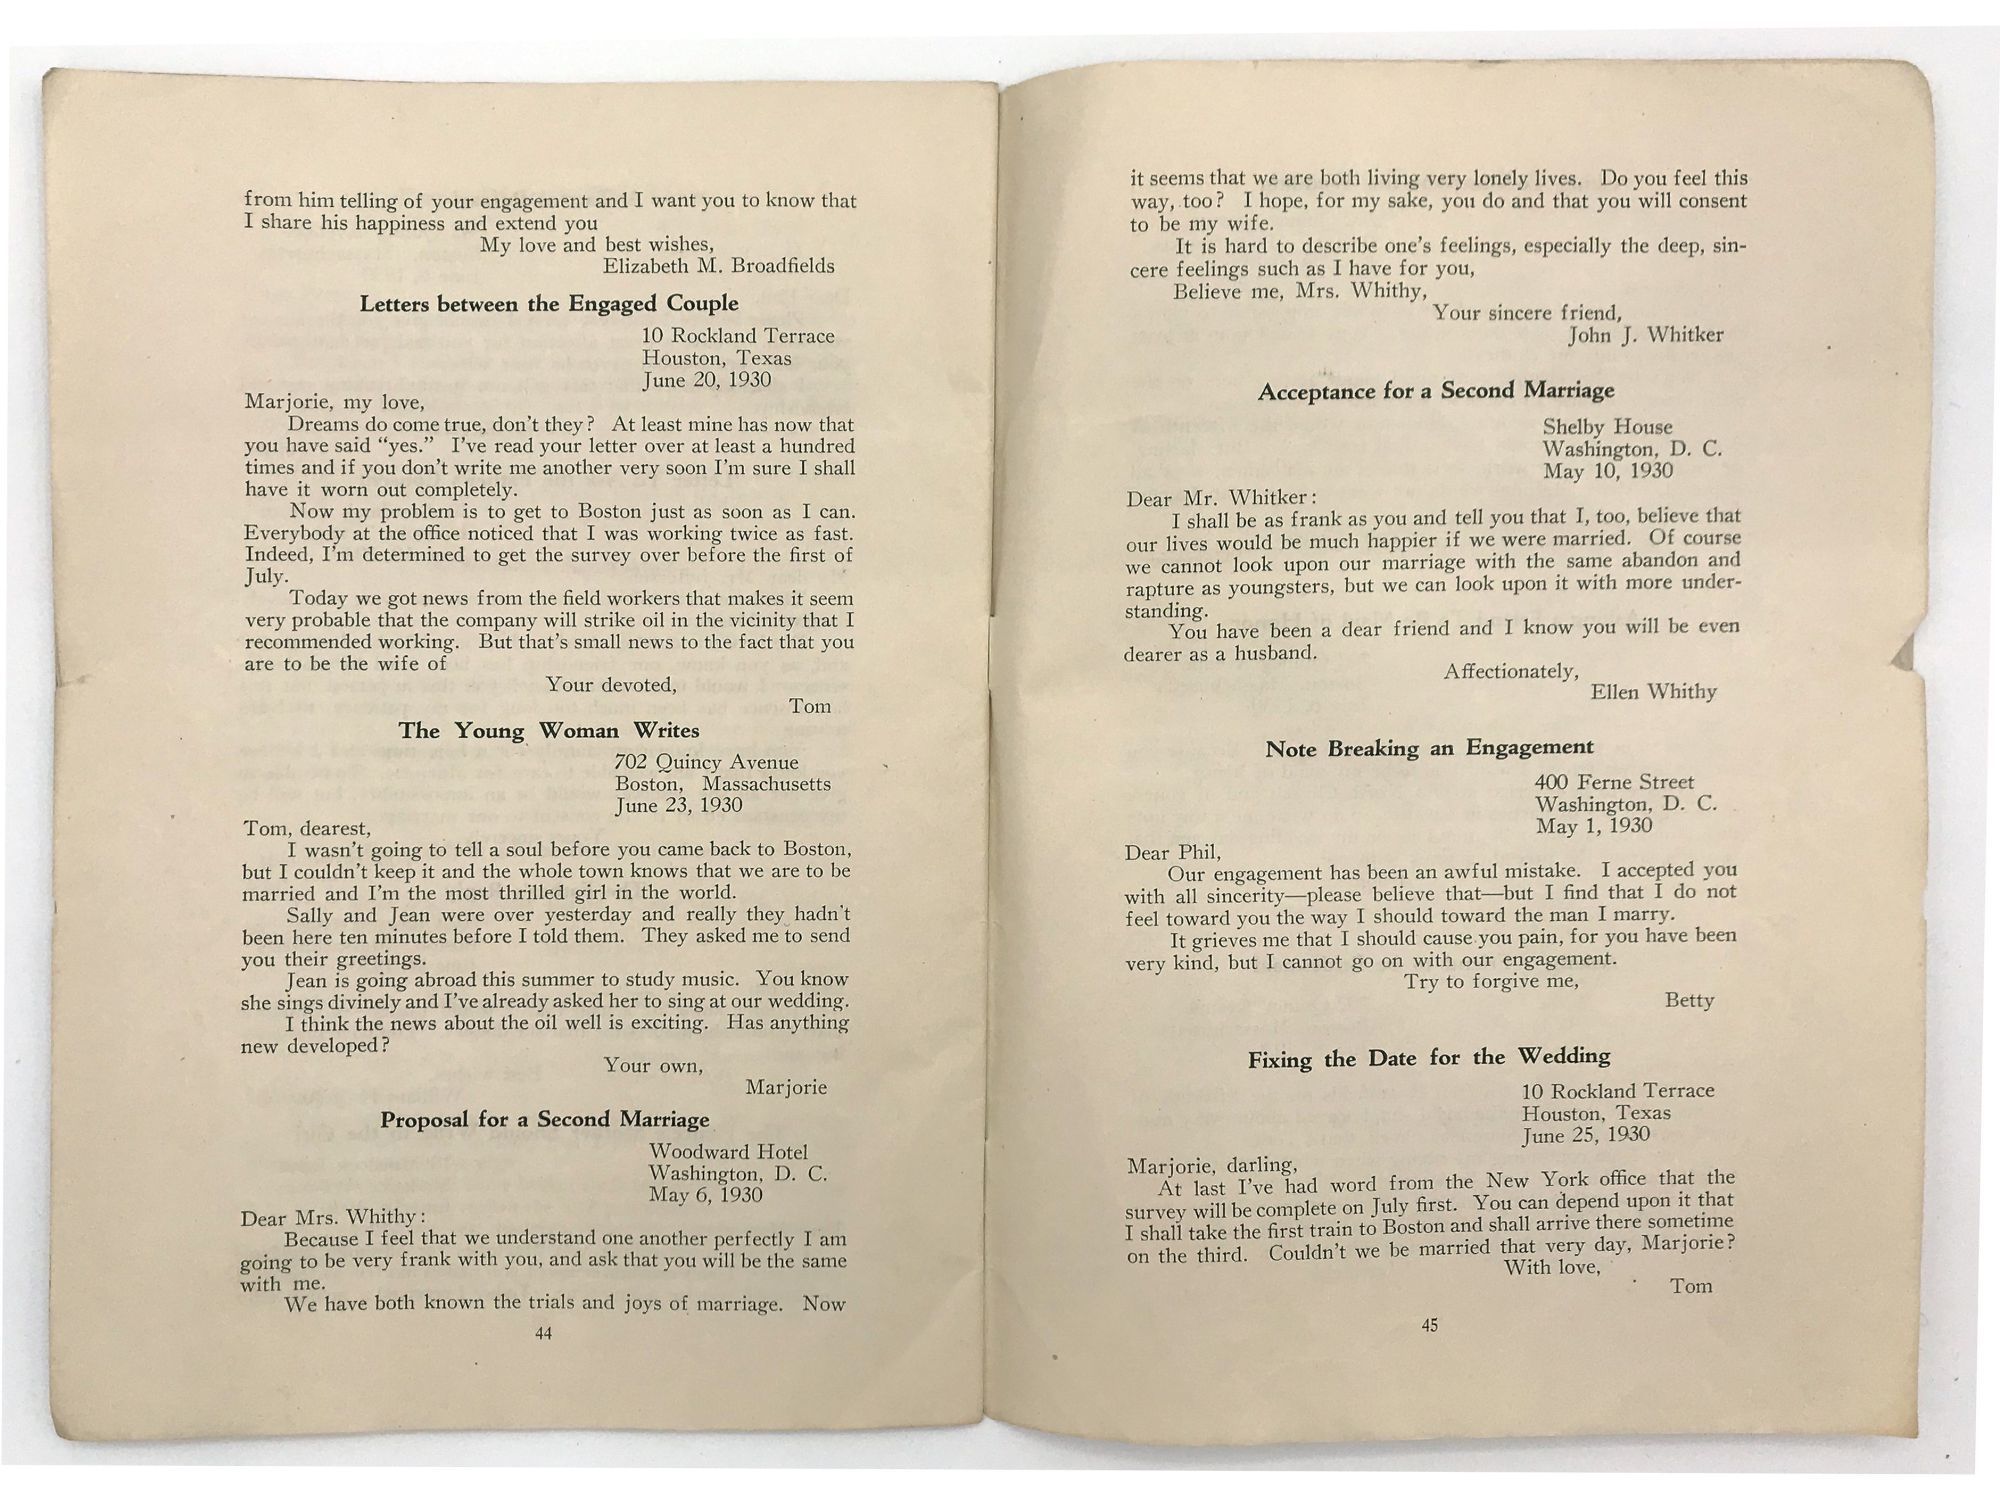 from him telling of your engagement and I want you to know that
I share his happiness and extend you
My love and best wishes,
Elizabeth M. Broadfields
Letters between the Engaged Couple
10 Rockland Terrace
Houston, Texas
June 20, 1930
Marjorie, my love,
Dreams do come true, don't they? At least mine has now that
you have said "yes." I've read your letter over at least a hundred
times and if you don't write me another very soon I'm sure I shall
have it worn out completely.
Now my problem is to get to Boston just as soon as I can.
Everybody at the office noticed that I was working twice as fast.
Indeed, I'm determined to get the survey over before the first of
July.
Today we got news from the field workers that makes it seem
very probable that the company will strike oil in the vicinity that I
recommended working. But that's small news to the fact that you
are to be the wife of
Your devoted,
Tom
The Young Woman Writes
702 Quincy Avenue
Boston, Massachusetts
June 23, 1930
Tom, dearest,
I wasn't going to tell a soul before you came back to Boston,
but I couldn't keep it and the whole town knows that we are to be
married and I'm the most thrilled girl in the world.
Sally and Jean were over yesterday and really they hadn't
been here ten minutes before I told them. They asked me to send
you their greetings.
Jean is going abroad this summer to study music. You know
she sings divinely and I've already asked her to sing at our wedding.
I think the news about the oil well is exciting. Has anything
new developed?
Your own,
Marjorie
Proposal for a Second Marriage
Woodward Hotel
Washington, D. C.
May 6, 1930
Dear Mrs. Whithy:
Because I feel that we understand one another perfectly I am
going to be very frank with you, and ask that you will be the same
with me.
We have both known the trials and joys of marriage. Now
44
it seems that we are both living very lonely lives. Do you feel this
way, too? I hope, for my sake, you do and that you will consent
to be my wife.
It is hard to describe one's feelings, especially the deep, sin-
cere feelings such as I have for you,
Believe me, Mrs. Whithy,
Your sincere friend,
John J. Whitker
Acceptance for a Second Marriage
Shelby House
Washington, D. C.
May 10, 1930
Dear Mr. Whitker:
I shall be as frank as you and tell you that I, too, believe that
our lives would be much happier if we were married. Of course
we cannot look upon our marriage with the same abandon and
rapture as youngsters, but we can look upon it with more under-
standing.
You have been a dear friend and I know you will be even
dearer as a husband.
Affectionately,
Ellen Whithy
Note Breaking an Engagement
400 Ferne Street
Washington, D. C.
May 1, 1930
Dear Phil,
Our engagement has been an awful mistake. I accepted you
with all sincerity—please believe that—but I find that I do not
feel toward you the way I should toward the man I marry.
It grieves me that I should cause you pain, for you have been
very kind, but I cannot go on with our engagement.
Try to forgive me,
Betty
Fixing the Date for the Wedding
10 Rockland Terrace
Houston, Texas
June 25, 1930
Marjorie, darling,
At last I've had word from the New York office that the
survey will be complete on July first. You can depend upon it that
I shall take the first train to Boston and shall arrive there sometime
on the third. Couldn't we be married that very day, Marjorie?
With love,
Tom
45